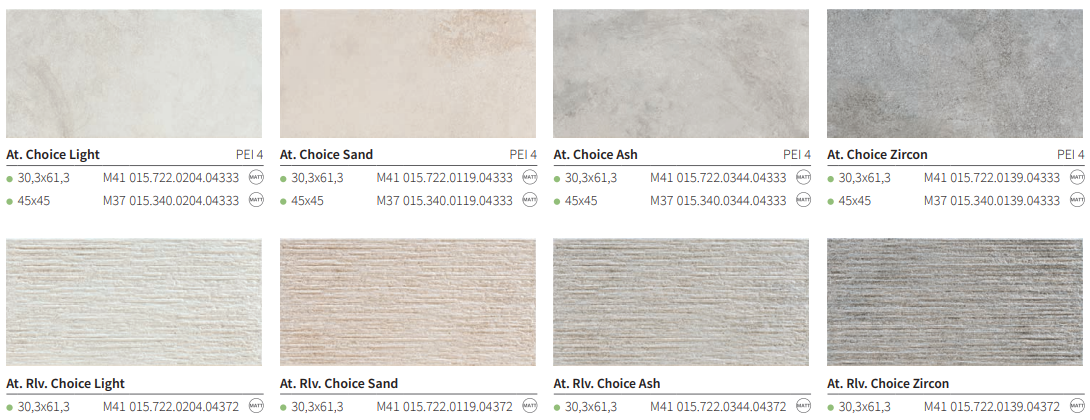 At. Choice Light PEI 4
30,3x61,3 M41 015.722.0204.04333 MATT
45x45 M37 015.340.0204.04333 MATT
At. Choice Sand PEI 4
30,3x61,3 M41 015.722.0119.04333 MATT
45x45 M37 015.340.0119.04333 MATT
At. Choice Ash PEI 4
30,3x61,3 M41 015.722.0344.04333 MATT
45x45 M37 015.340.0344.04333 MATT
At. Choice Zircon PEI 4
30,3x61,3 M41 015.722.0139.04333 MATT
45x45 M37 015.340.0139.04333 MATT
At. Rlv. Choice Light
30,3x61,3 M41 015.722.0204.04372 MATT
At. Rlv. Choice Sand
30,3x61,3 M41 015.722.0119.04372 MATT
At. Rlv. Choice Ash
30,3x61,3 M41 015.722.0344.04372 MATT
At. Rlv. Choice Zircon
30,3x61,3 M41 015.722.0139.04372 MATT